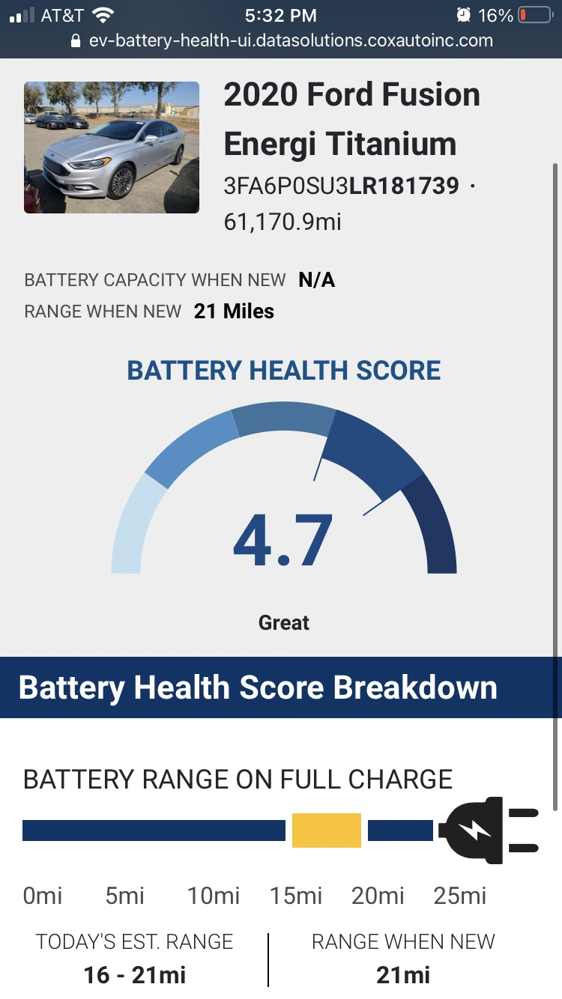 AT&T 5:32 PM 16%
ev-battery-health-ui.datasolutions.coxautoinc.com
2020 Ford Fusion
Energi Titanium
3FA6P0SU3LR181739 ·
61,170.9mi
BATTERY CAPACITY WHEN NEW N/A
RANGE WHEN NEW 21 Miles
BATTERY HEALTH SCORE
4.7
Great
Battery Health Score Breakdown
BATTERY RANGE ON FULL CHARGE
0mi 5mi 10mi 15mi 20mi 25mi
TODAY'S EST. RANGE RANGE WHEN NEW
16 - 21mi 21mi